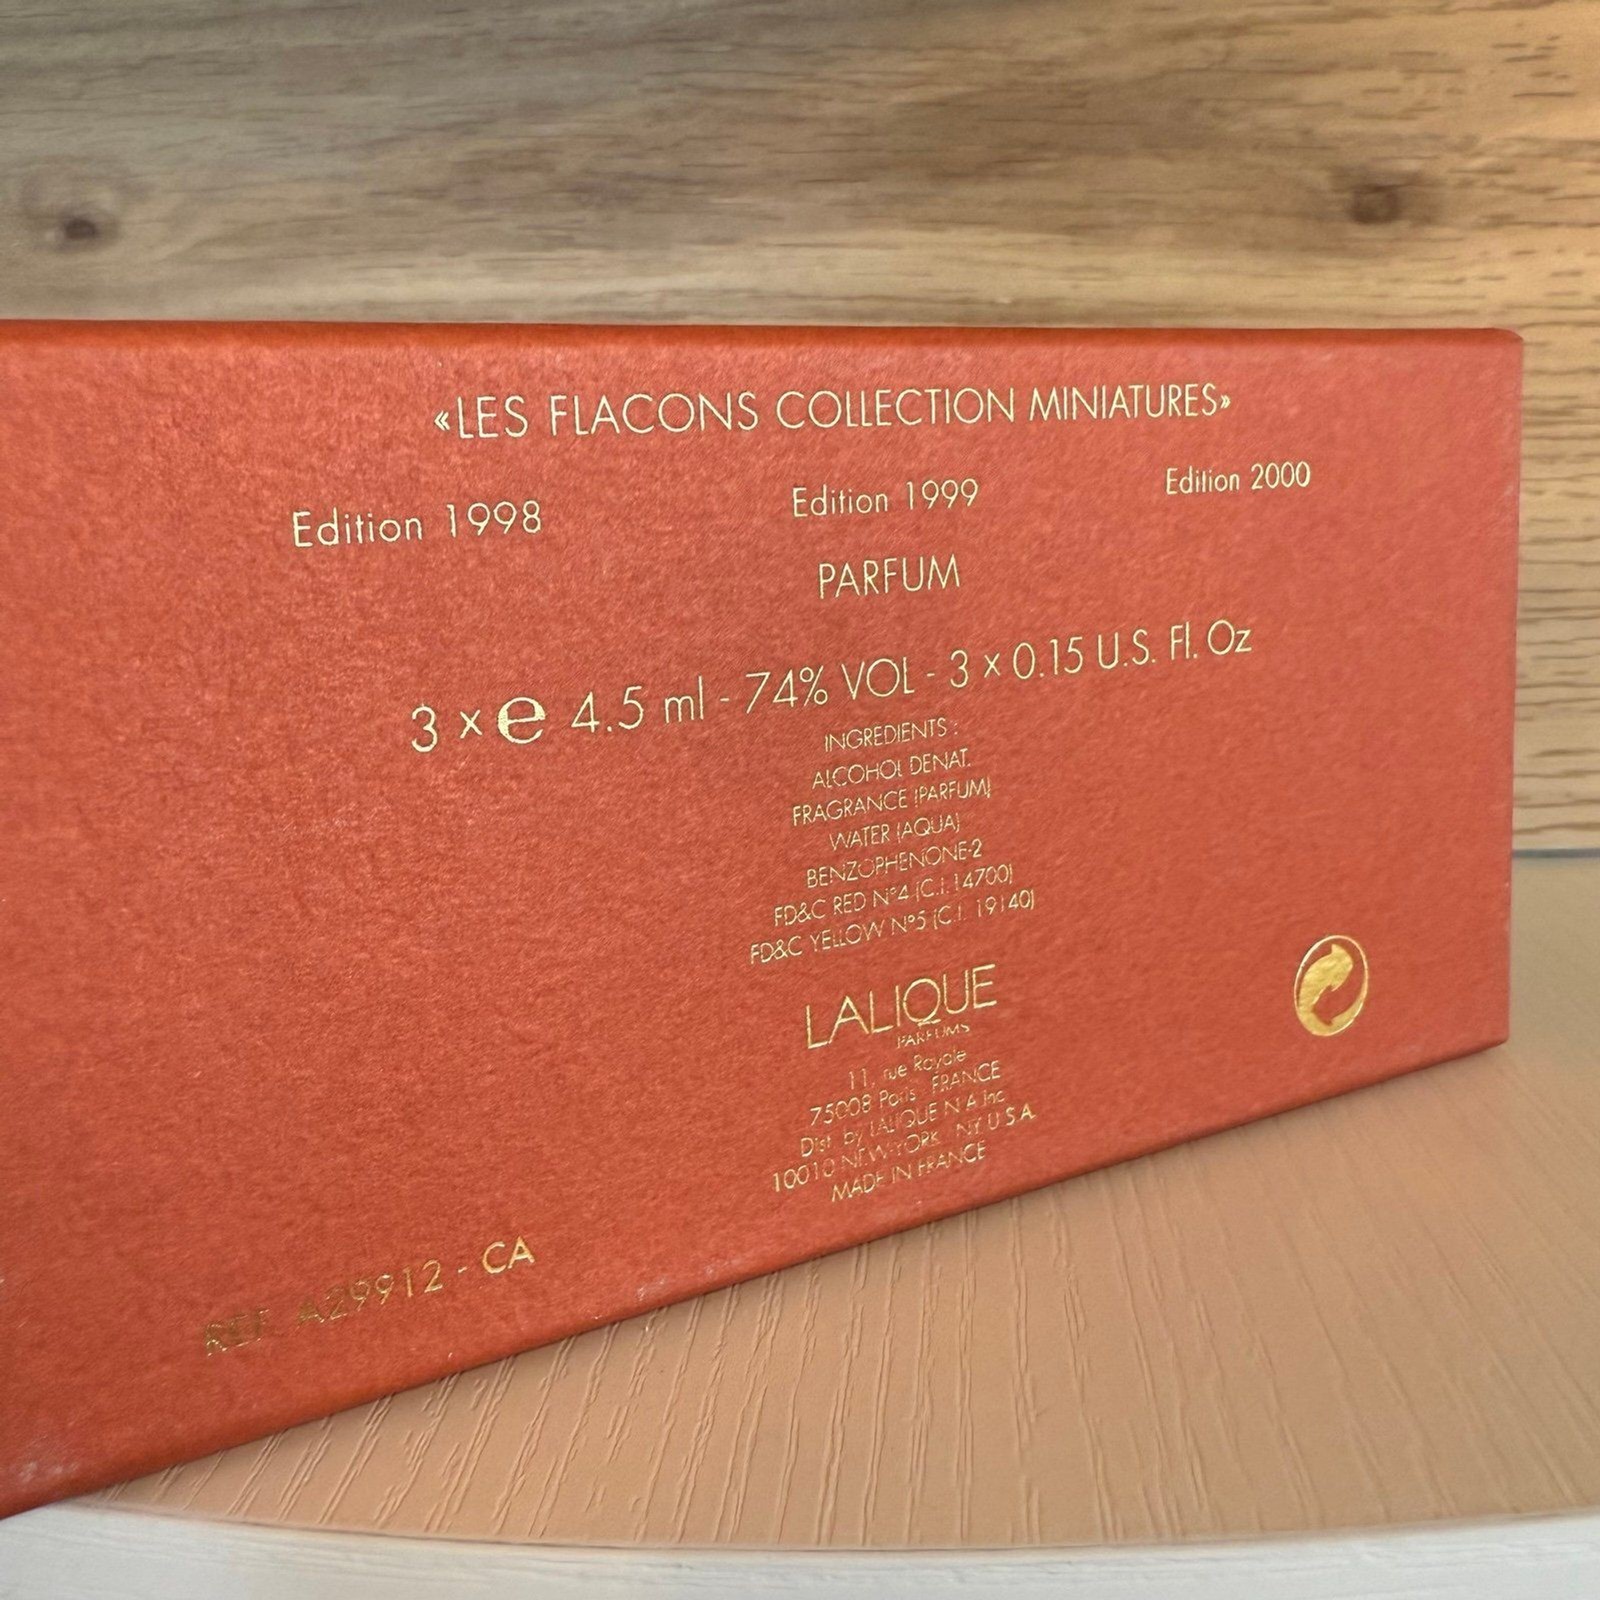 «LES FLACONS COLLECTION MINIATURES»
Edition 1998 Edition 1999 Edition 2000
PARFUM
3 x ℮ 4.5 ml - 74% VOL - 3 x 0.15 U.S. Fl. Oz
INGREDIENTS :
ALCOHOL DENAT.
FRAGRANCE (PARFUM)
WATER (AQUA)
BENZOPHENONE-2
FD&C RED N°4 (C.I. 14700)
FD&C YELLOW N°5 (C.I. 19140)
LALIQUE
PARFUMS
11, rue Royale
75008 Paris - FRANCE
Dist. by LALIQUE N.A. Inc.
10010 NEW-YORK NY U.S.A.
MADE IN FRANCE
REF. A29912 - CA